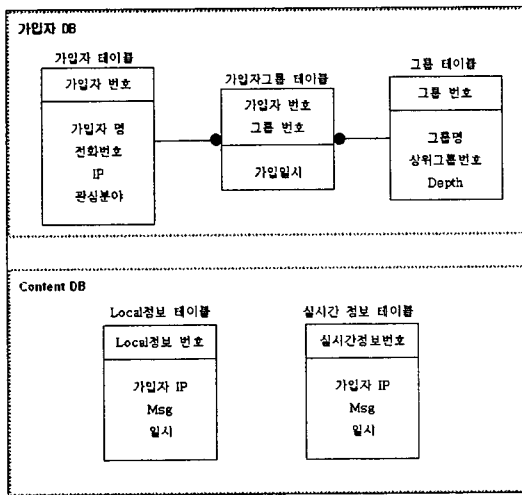 가입자 DB
가입자 테이블
가입자 번호
가입자 명
전화번호
IP
관심분야
가입자그룹 테이블
가입자 번호
그룹 번호
가입일시
그룹 테이블
그룹 번호
그룹명
상위그룹번호
Depth
Content DB
Local정보 테이블
Local정보 번호
가입자 IP
Msg
일시
실시간 정보 테이블
실시간정보번호
가입자 IP
Msg
일시